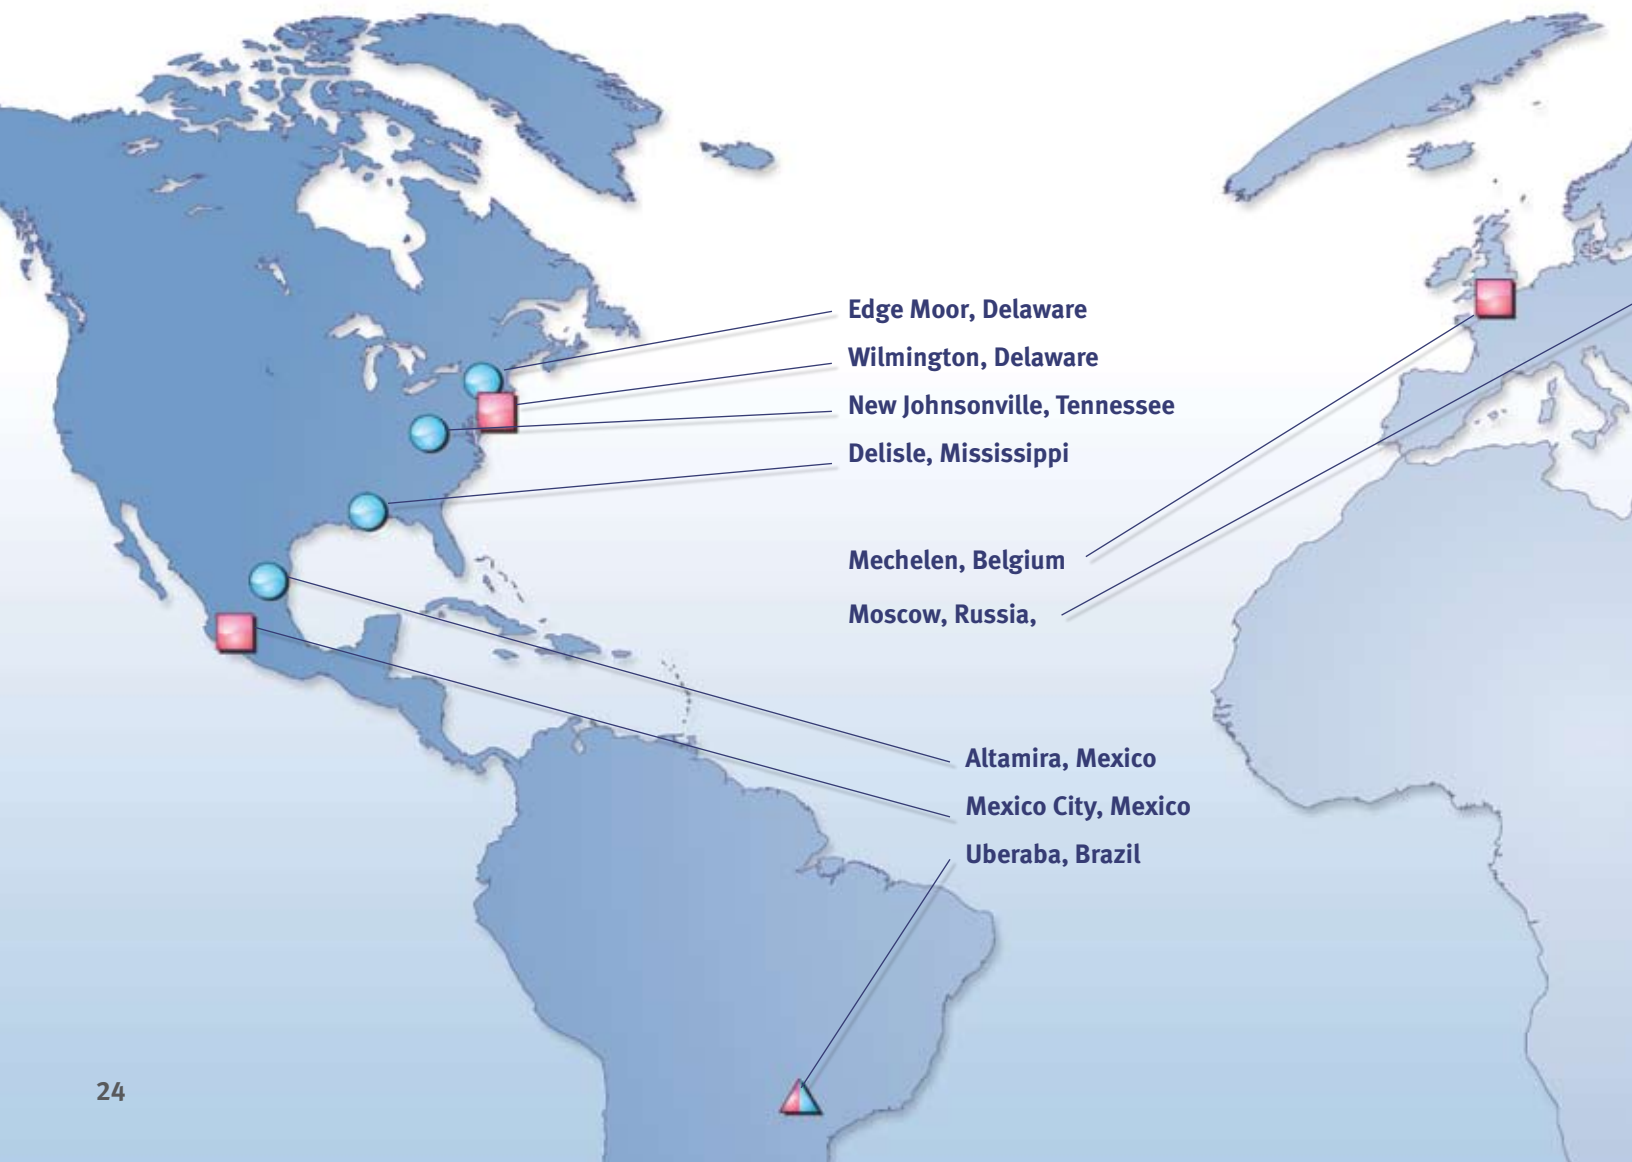 Edge Moor, Delaware
Wilmington, Delaware
New Johnsonville, Tennessee
Delisle, Mississippi
Mechelen, Belgium
Moscow, Russia,
Altamira, Mexico
Mexico City, Mexico
Uberaba, Brazil
24